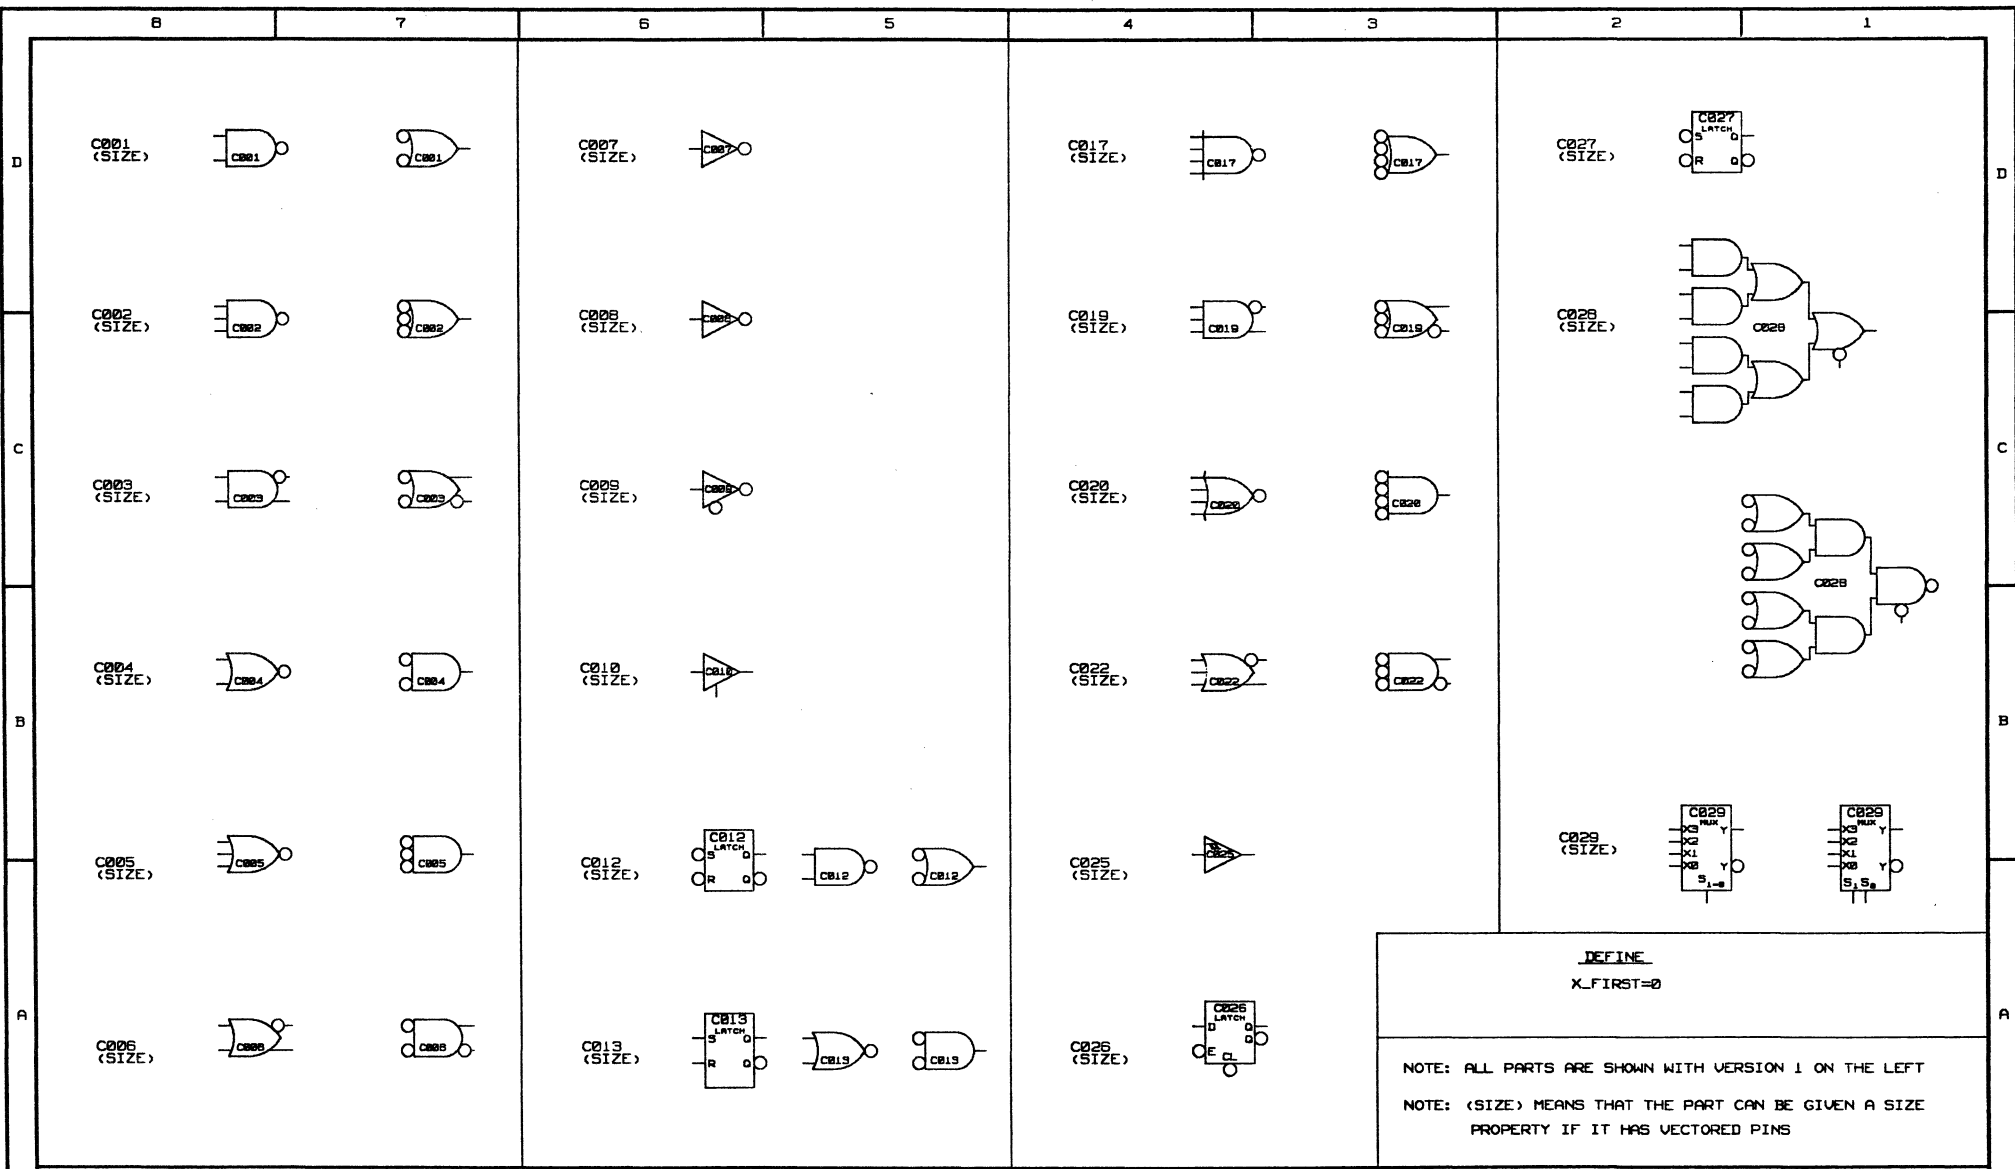 8 7 6 5 4 3 2 1
D
C
B
A
C001
(SIZE)
C001
C001
C002
(SIZE)
C002
C002
C003
(SIZE)
C003
C003
C004
(SIZE)
C004
C004
C005
(SIZE)
C005
C005
C006
(SIZE)
C006
C006
C007
(SIZE)
C007
C008
(SIZE)
C008
C009
(SIZE)
C009
C010
(SIZE)
C010
C012
(SIZE)
C012
LATCH
S Q
R Q
C012
C012
C013
(SIZE)
C013
LATCH
S Q
R Q
C013
C013
C017
(SIZE)
C017
C017
C019
(SIZE)
C019
C019
C020
(SIZE)
C020
C020
C022
(SIZE)
C022
C022
C025
(SIZE)
C025
C026
(SIZE)
C026
LATCH
D Q
Q
E
CL
C027
(SIZE)
C027
LATCH
S Q
R Q
C028
(SIZE)
C028
C028
C029
(SIZE)
C029
MUX
X3 Y
X2
X1
X0 Y
S1-0
C029
MUX
X3 Y
X2
X1
X0 Y
S1 S0
DEFINE
X_FIRST=0
NOTE: ALL PARTS ARE SHOWN WITH VERSION 1 ON THE LEFT
NOTE: (SIZE) MEANS THAT THE PART CAN BE GIVEN A SIZE
PROPERTY IF IT HAS VECTORED PINS
D
C
B
A